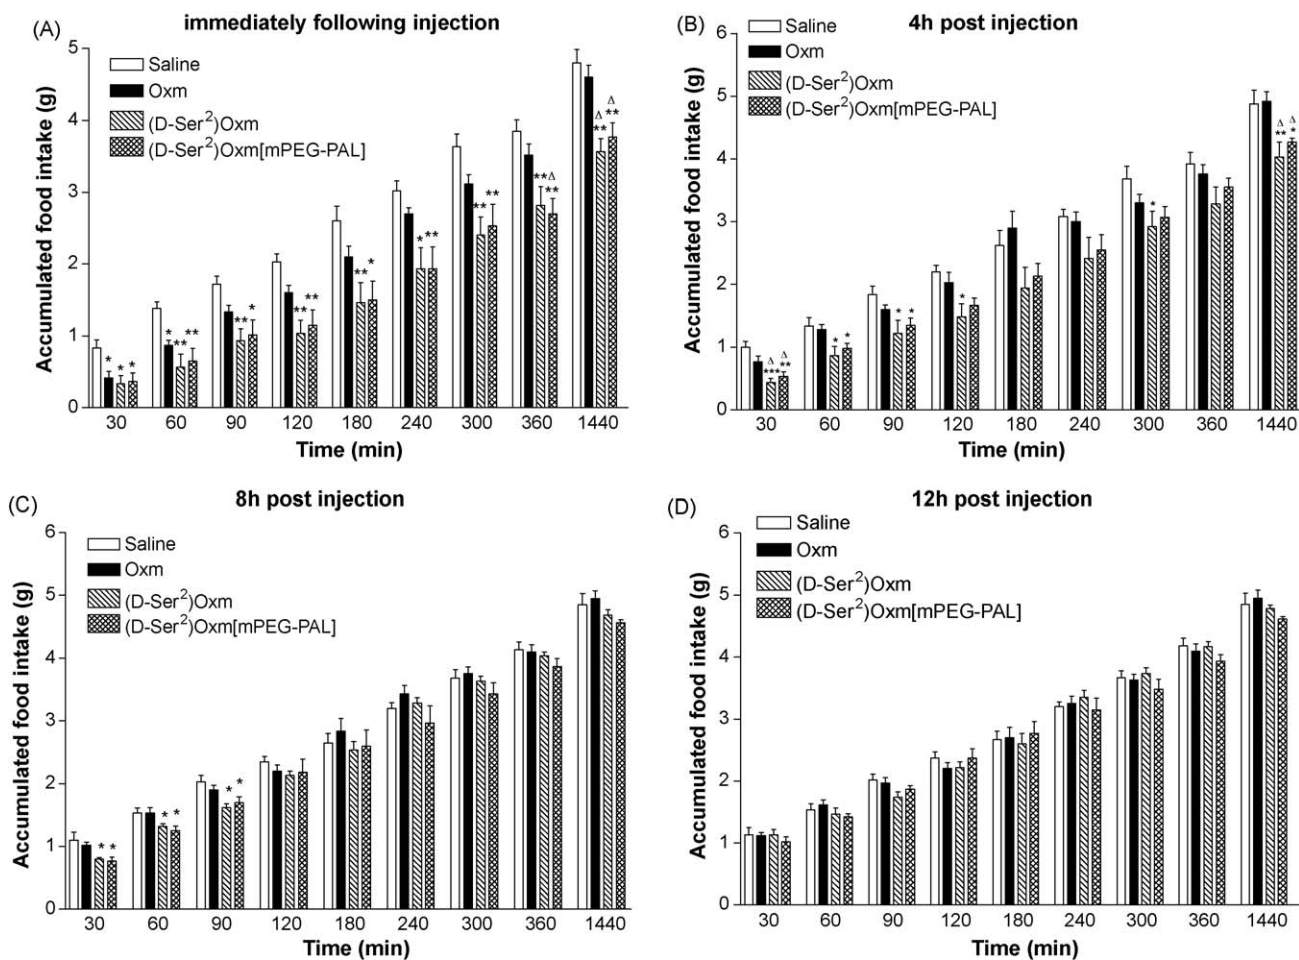 (A) immediately following injection
Accumulated food intake (g)
5
4
3
2
1
0
Saline
Oxm
(D-Ser²)Oxm
(D-Ser²)Oxm[mPEG-PAL]
* * *
* ** **
** *
** **
** *
* **
** **
** Δ **
Δ ** Δ **
30 60 90 120 180 240 300 360 1440
Time (min)
(B) 4h post injection
Accumulated food intake (g)
6
5
4
3
2
1
0
Saline
Oxm
(D-Ser²)Oxm
(D-Ser²)Oxm[mPEG-PAL]
Δ *** Δ **
* *
* *
*
*
Δ ** Δ *
30 60 90 120 180 240 300 360 1440
Time (min)
(C) 8h post injection
Accumulated food intake (g)
6
5
4
3
2
1
0
Saline
Oxm
(D-Ser²)Oxm
(D-Ser²)Oxm[mPEG-PAL]
* *
* *
* *
30 60 90 120 180 240 300 360 1440
Time (min)
(D) 12h post injection
Accumulated food intake (g)
6
5
4
3
2
1
0
Saline
Oxm
(D-Ser²)Oxm
(D-Ser²)Oxm[mPEG-PAL]
30 60 90 120 180 240 300 360 1440
Time (min)